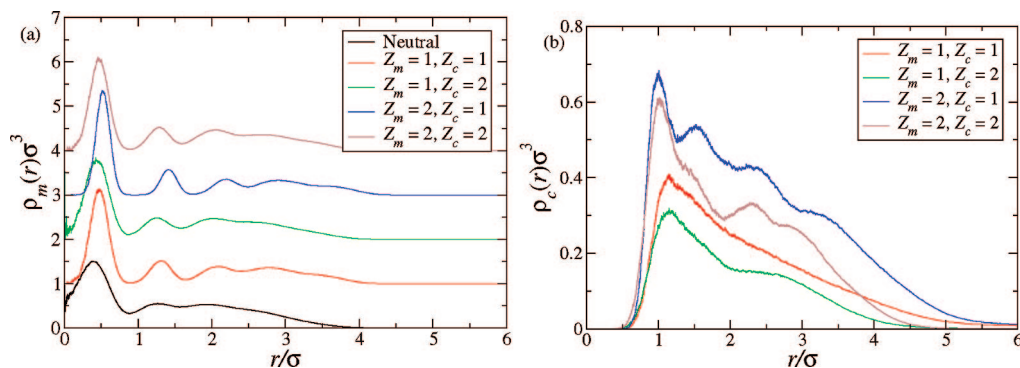 (a)
Neutral
Z_m = 1, Z_c = 1
Z_m = 1, Z_c = 2
Z_m = 2, Z_c = 1
Z_m = 2, Z_c = 2
ρ_m(r)σ³
7
6
5
4
3
2
1
0
0 1 2 3 4 5 6
r/σ
(b)
Z_m = 1, Z_c = 1
Z_m = 1, Z_c = 2
Z_m = 2, Z_c = 1
Z_m = 2, Z_c = 2
ρ_c(r)σ³
0.8
0.6
0.4
0.2
0
0 1 2 3 4 5 6
r/σ